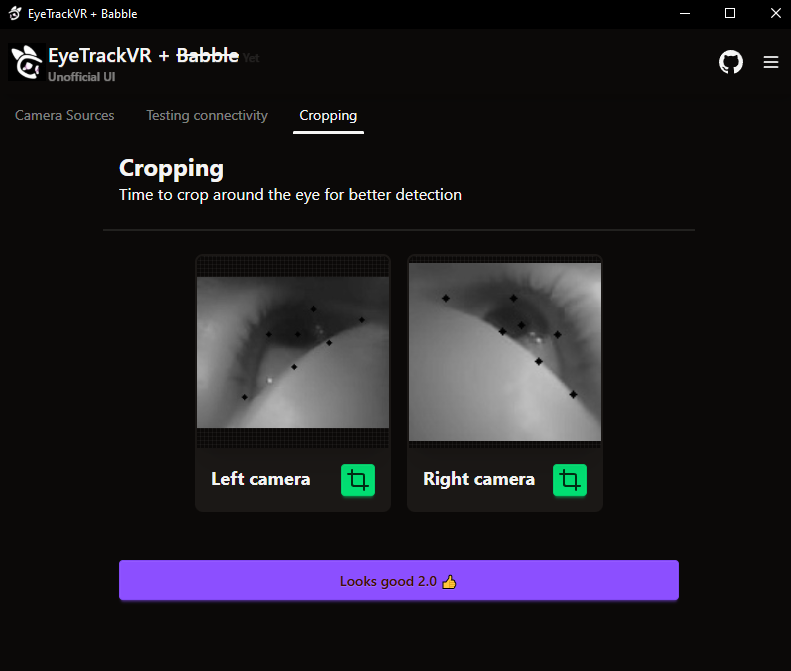 EyeTrackVR + Babble
EyeTrackVR + Babble Yet
Unofficial UI
Camera Sources
Testing connectivity
Cropping
Cropping
Time to crop around the eye for better detection
Left camera
Right camera
Looks good 2.0 👍